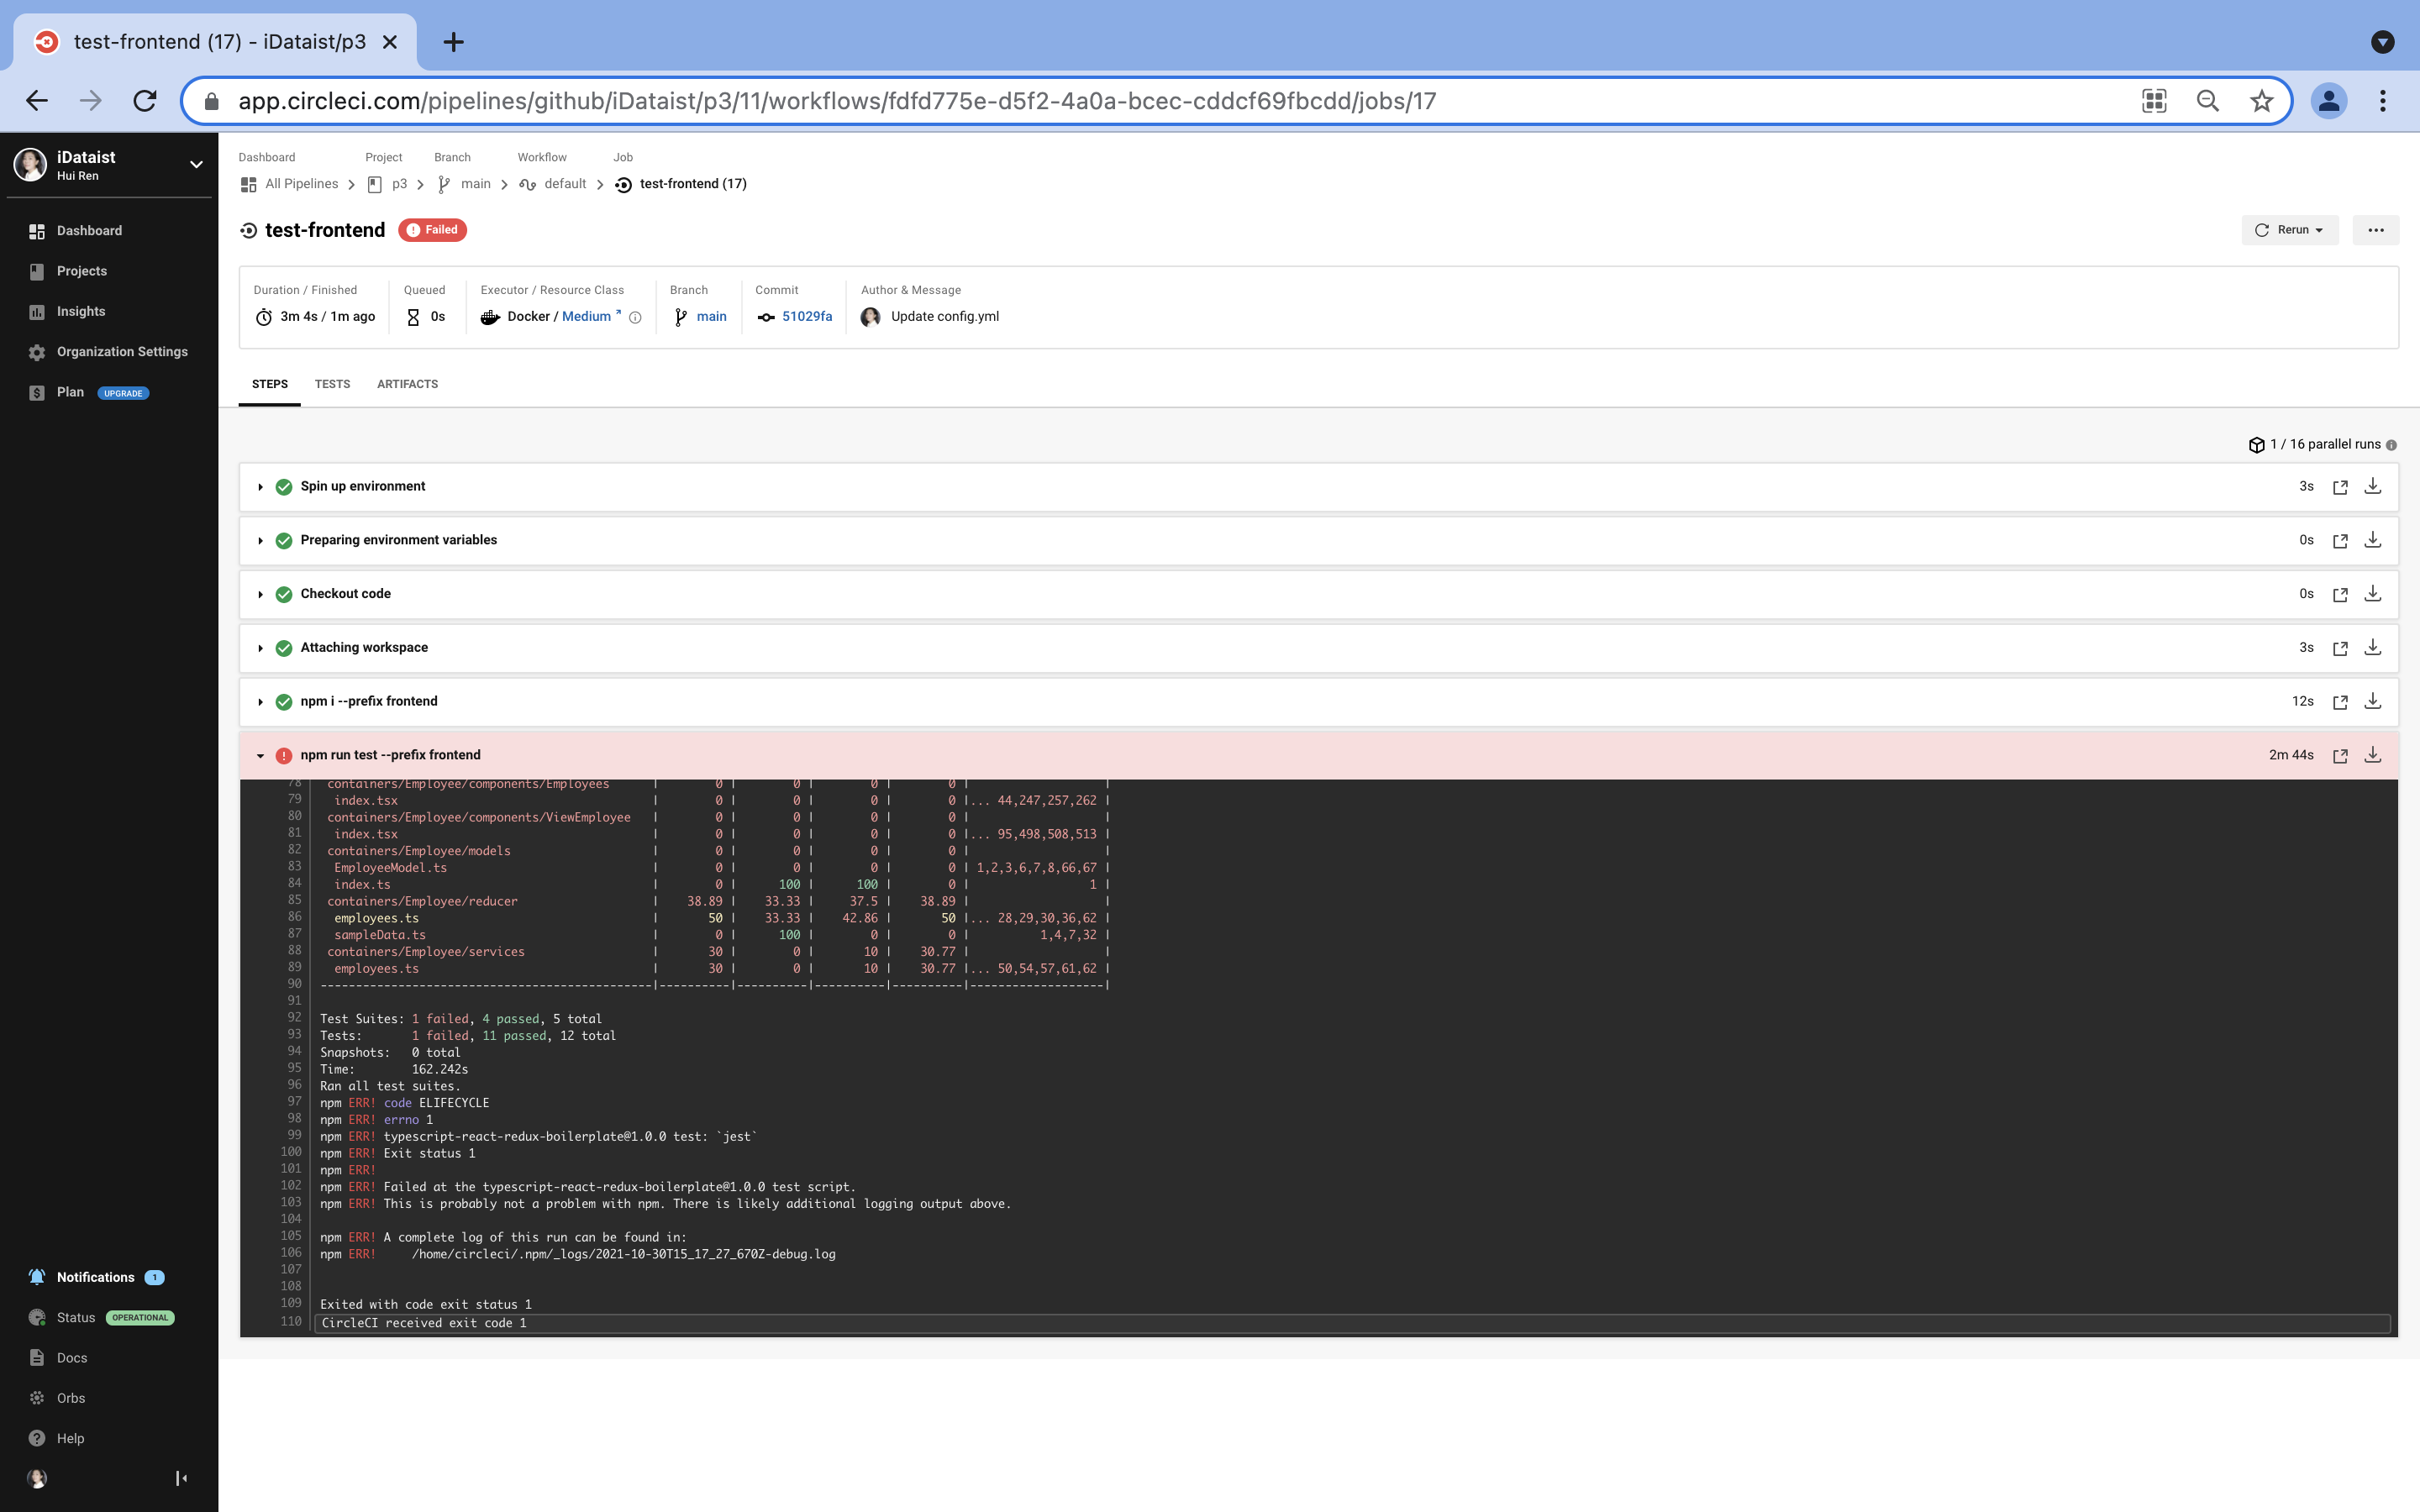 test-frontend (17) - iDataist/p3
app.circleci.com/pipelines/github/iDataist/p3/11/workflows/fdfd775e-d5f2-4a0a-bcec-cddcf69fbcdd/jobs/17
iDataist
Hui Ren
Dashboard
Projects
Insights
Organization Settings
Plan UPGRADE
Notifications 1
Status OPERATIONAL
Docs
Orbs
Help
Dashboard Project Branch Workflow Job
All Pipelines p3 main default test-frontend (17)
test-frontend Failed
Rerun
Duration / Finished Queued Executor / Resource Class Branch Commit Author & Message
3m 4s / 1m ago 0s Docker / Medium main 51029fa Update config.yml
STEPS TESTS ARTIFACTS
1 / 16 parallel runs
Spin up environment 3s
Preparing environment variables 0s
Checkout code 0s
Attaching workspace 3s
npm i --prefix frontend 12s
npm run test --prefix frontend 2m 44s
78 containers/Employee/components/Employees | 0 | 0 | 0 | 0 | |
79 index.tsx | 0 | 0 | 0 | 0 |... 44,247,257,262 |
80 containers/Employee/components/ViewEmployee | 0 | 0 | 0 | 0 | |
81 index.tsx | 0 | 0 | 0 | 0 |... 95,498,508,513 |
82 containers/Employee/models | 0 | 0 | 0 | 0 | |
83 EmployeeModel.ts | 0 | 0 | 0 | 0 | 1,2,3,6,7,8,66,67 |
84 index.ts | 0 | 100 | 100 | 0 | 1 |
85 containers/Employee/reducer | 38.89 | 33.33 | 37.5 | 38.89 | |
86 employees.ts | 50 | 33.33 | 42.86 | 50 |... 28,29,30,36,62 |
87 sampleData.ts | 0 | 100 | 0 | 0 | 1,4,7,32 |
88 containers/Employee/services | 30 | 0 | 10 | 30.77 | |
89 employees.ts | 30 | 0 | 10 | 30.77 |... 50,54,57,61,62 |
90 -----------------------------------------------|----------|----------|----------|----------|-------------------|
91
92 Test Suites: 1 failed, 4 passed, 5 total
93 Tests: 1 failed, 11 passed, 12 total
94 Snapshots: 0 total
95 Time: 162.242s
96 Ran all test suites.
97 npm ERR! code ELIFECYCLE
98 npm ERR! errno 1
99 npm ERR! typescript-react-redux-boilerplate@1.0.0 test: `jest`
100 npm ERR! Exit status 1
101 npm ERR!
102 npm ERR! Failed at the typescript-react-redux-boilerplate@1.0.0 test script.
103 npm ERR! This is probably not a problem with npm. There is likely additional logging output above.
104
105 npm ERR! A complete log of this run can be found in:
106 npm ERR! /home/circleci/.npm/_logs/2021-10-30T15_17_27_670Z-debug.log
107
108
109 Exited with code exit status 1
110 CircleCI received exit code 1